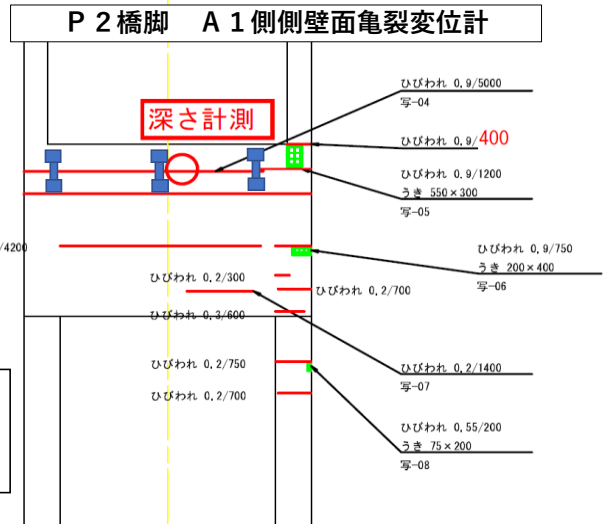 P2橋脚　A1側側壁面亀裂変位計
ひびわれ 0.9/5000
写-04
深さ計測
ひびわれ 0.9/400
ひびわれ 0.9/1200
うき 550×300
写-05
/4200
ひびわれ 0.9/750
うき 200×400
写-06
ひびわれ 0.2/300
ひびわれ 0.2/700
ひびわれ 0.3/600
ひびわれ 0.2/750
ひびわれ 0.2/1400
写-07
ひびわれ 0.2/700
ひびわれ 0.55/200
うき 75×200
写-08